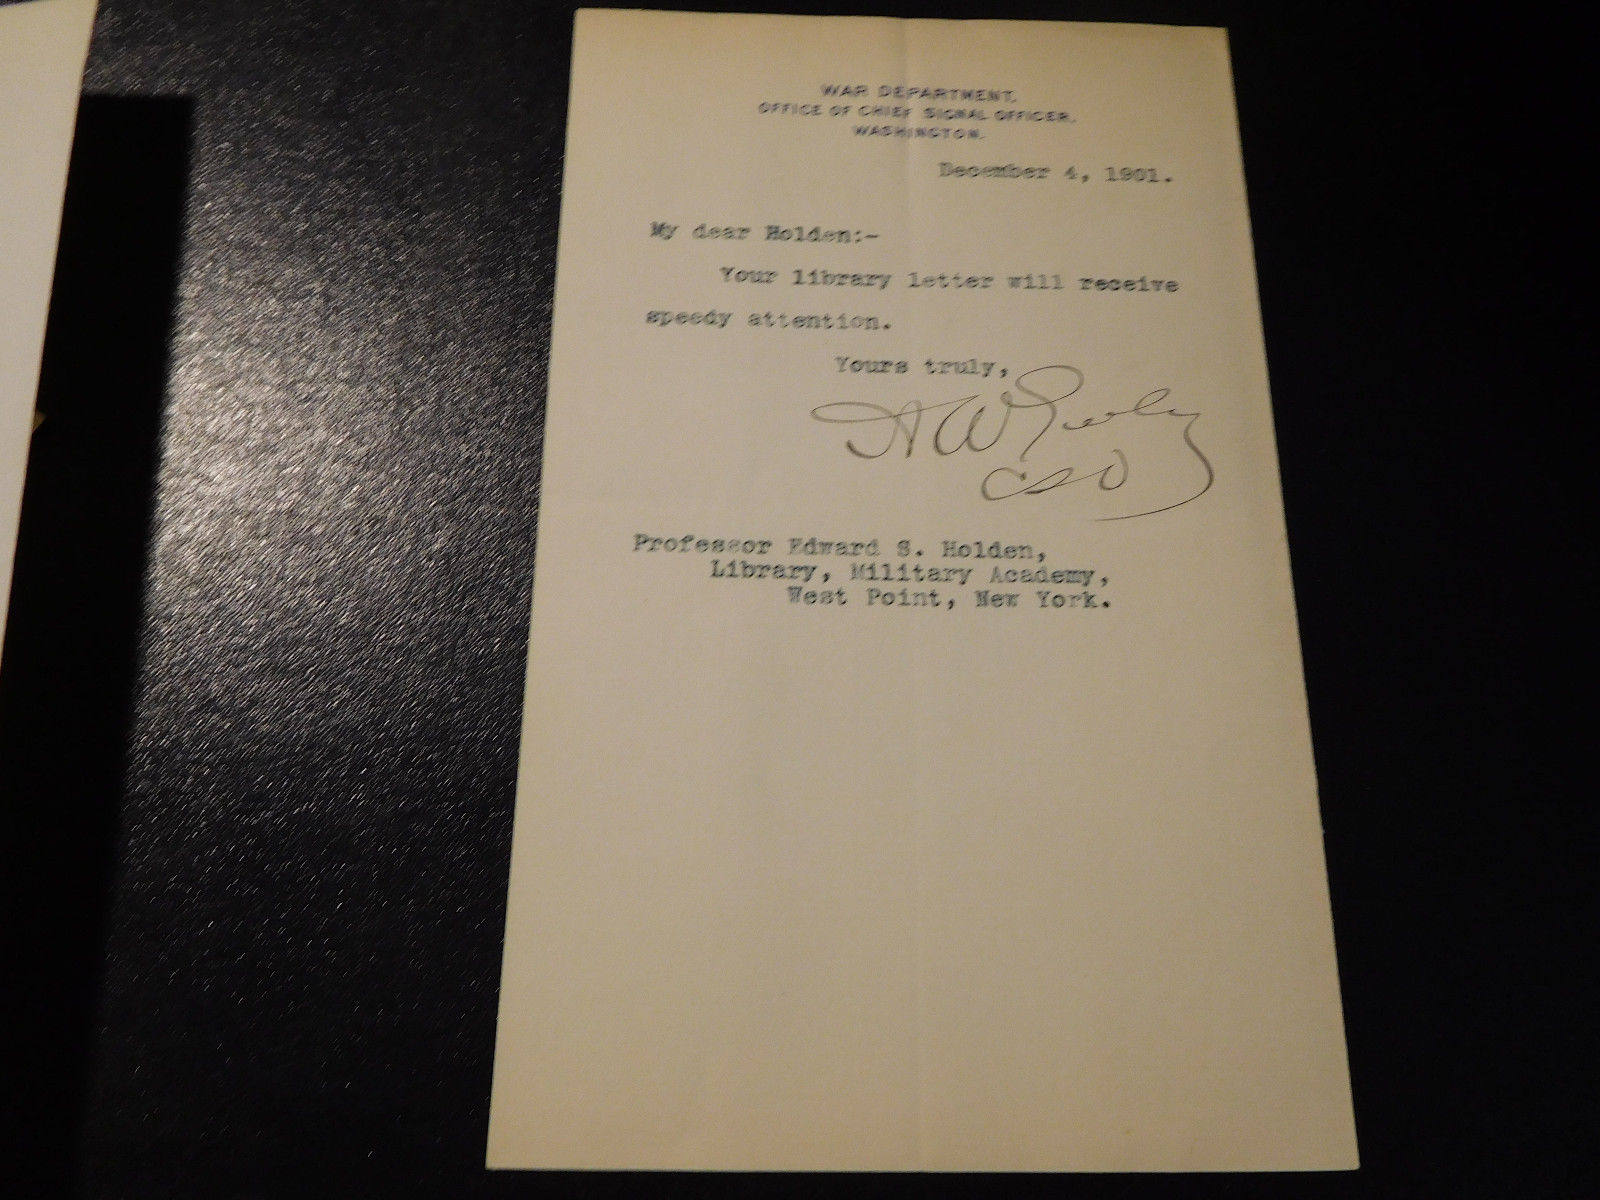 WAR DEPARTMENT,
OFFICE OF CHIEF SIGNAL OFFICER,
WASHINGTON.
December 4, 1901.
My dear Holden:-
Your library letter will receive
speedy attention.
Yours truly,
A W Greely
CSO
Professor Edward S. Holden,
Library, Military Academy,
West Point, New York.